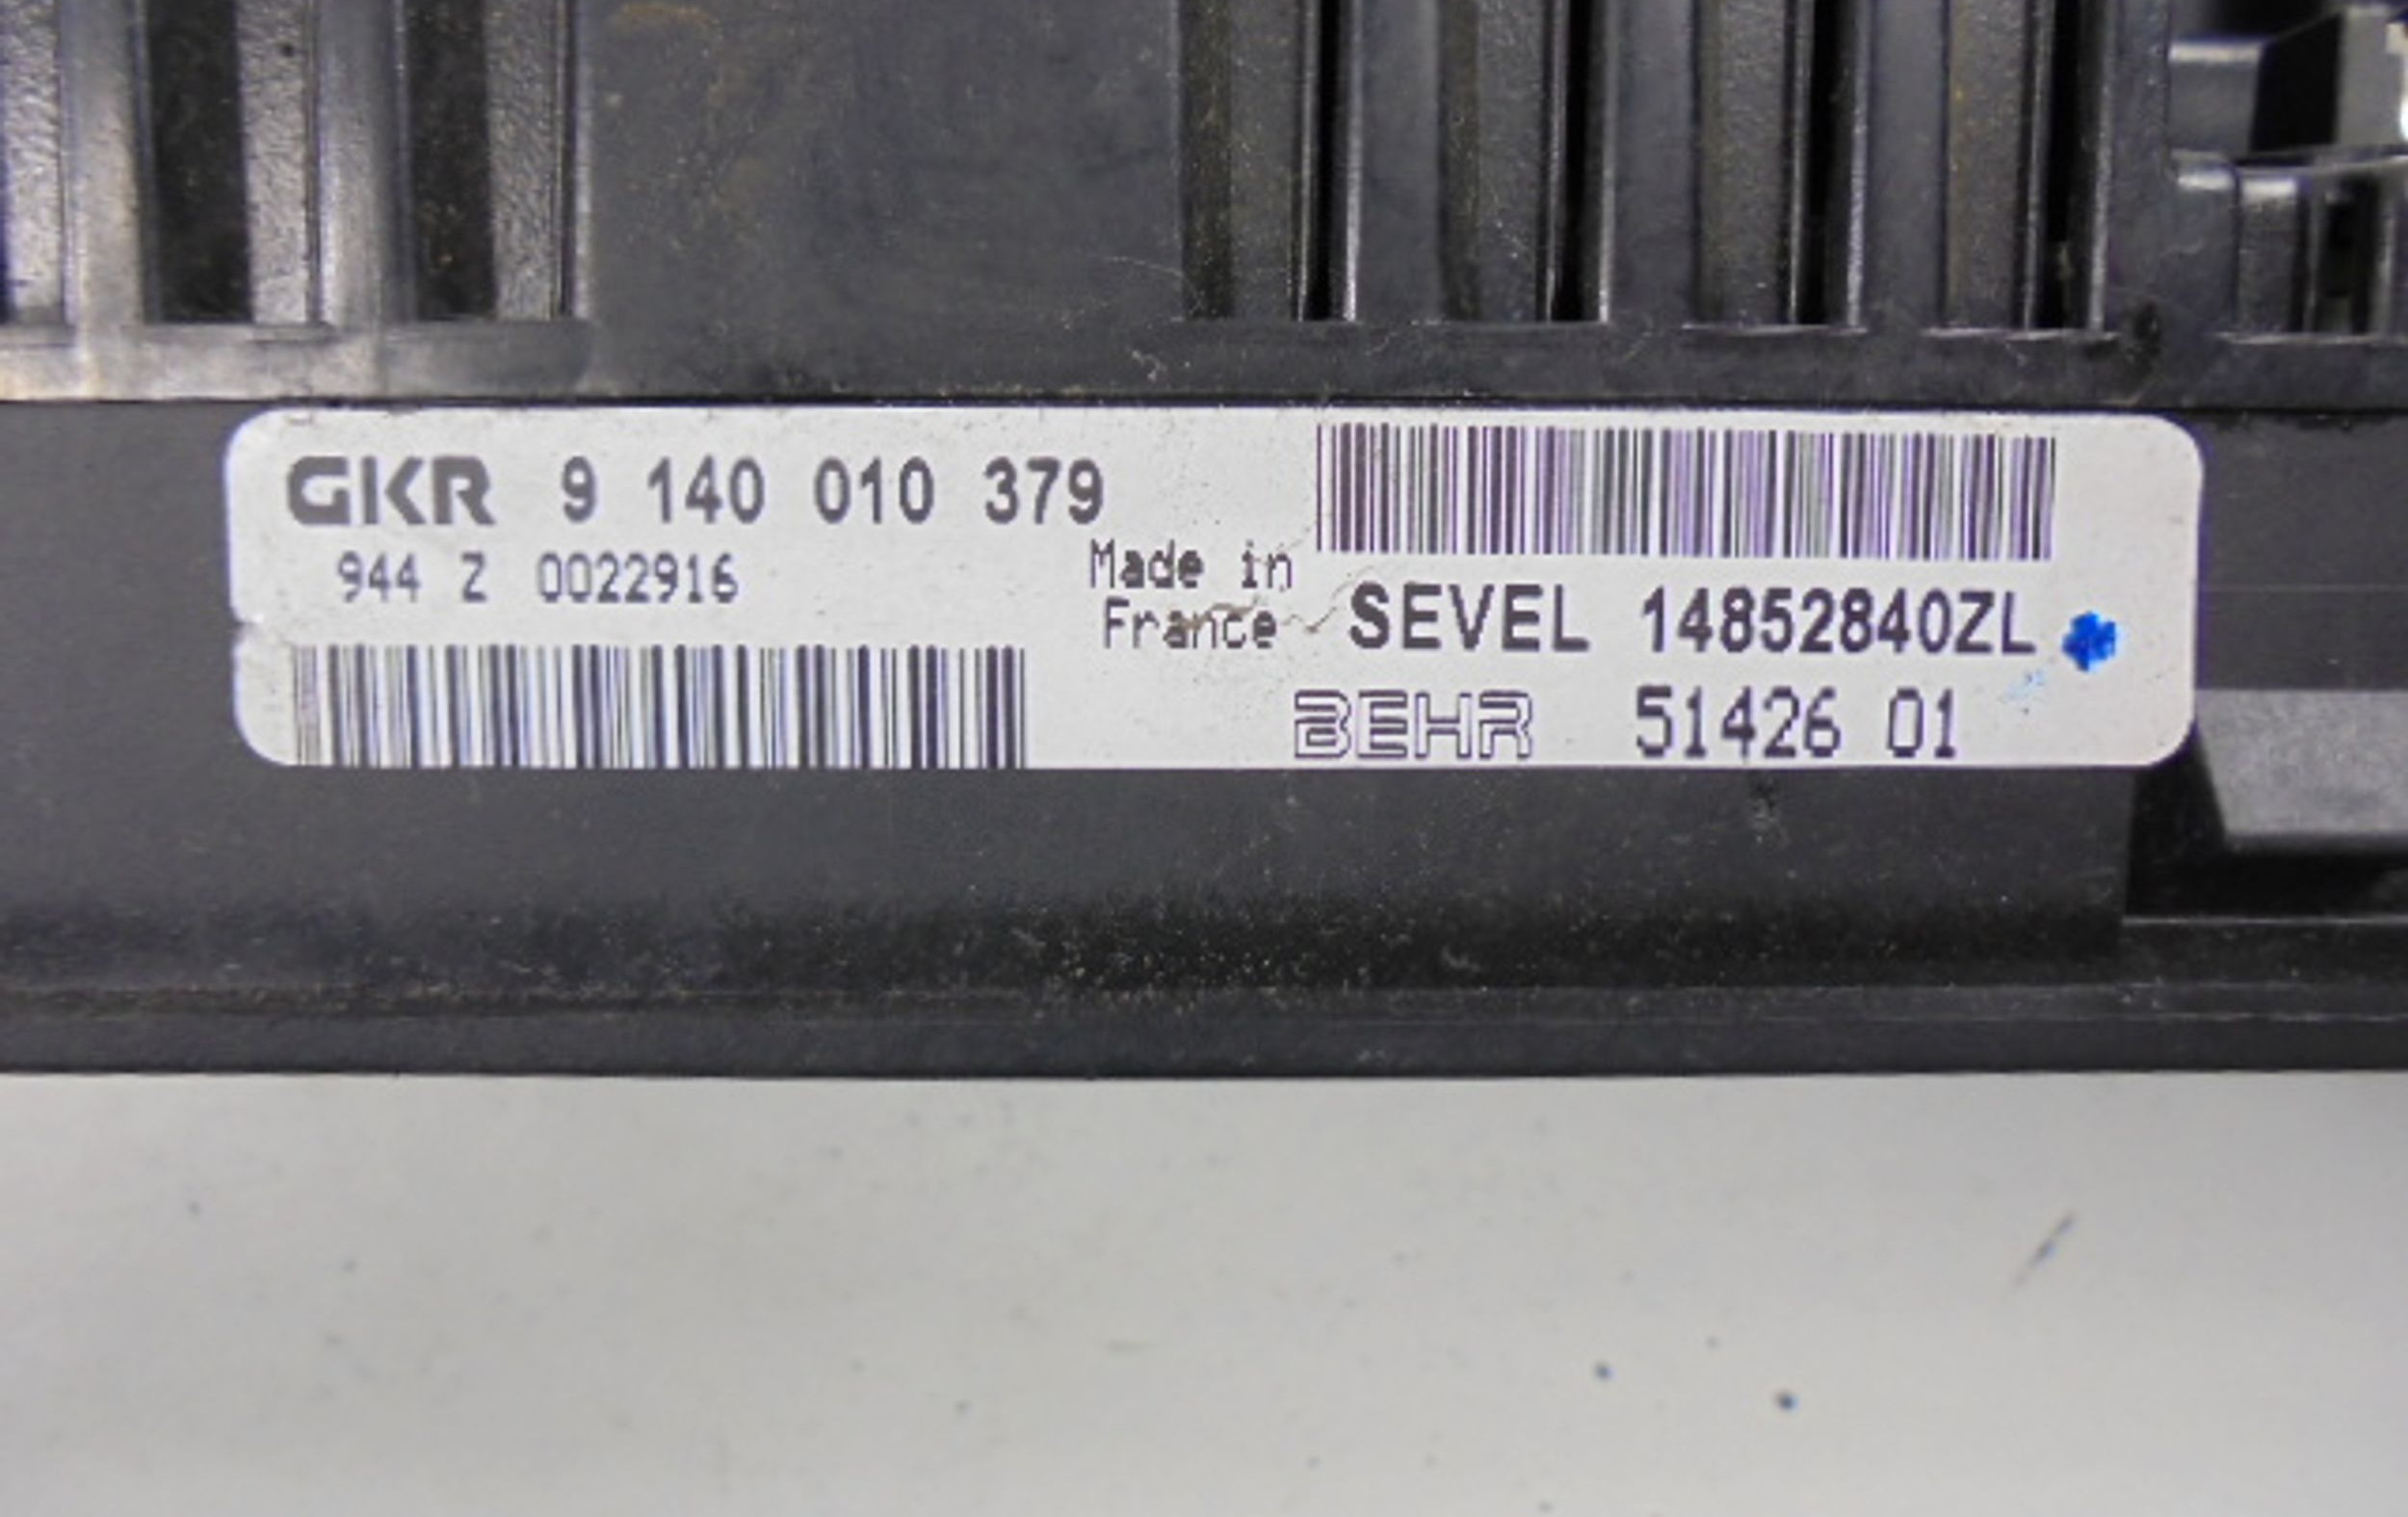 GKR 9 140 010 379
944 Z 0022916
Made in
France
SEVEL 14852840ZL
BEHR 51426 01